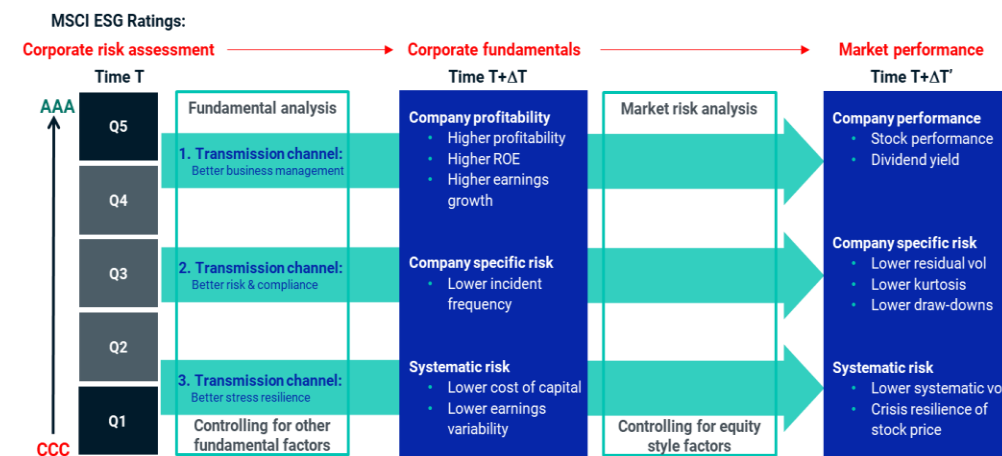 MSCI ESG Ratings:
Corporate risk assessment
Corporate fundamentals
Market performance
Time T
Time T+ΔT
Time T+ΔT'
AAA
CCC
Q5
Q4
Q3
Q2
Q1
Fundamental analysis
1. Transmission channel:
Better business management
2. Transmission channel:
Better risk & compliance
3. Transmission channel:
Better stress resilience
Controlling for other
fundamental factors
Company profitability
• Higher profitability
• Higher ROE
• Higher earnings
growth
Company specific risk
• Lower incident
frequency
Systematic risk
• Lower cost of capital
• Lower earnings
variability
Market risk analysis
Controlling for equity
style factors
Company performance
• Stock performance
• Dividend yield
Company specific risk
• Lower residual vol
• Lower kurtosis
• Lower draw-downs
Systematic risk
• Lower systematic vo
• Crisis resilience of
stock price